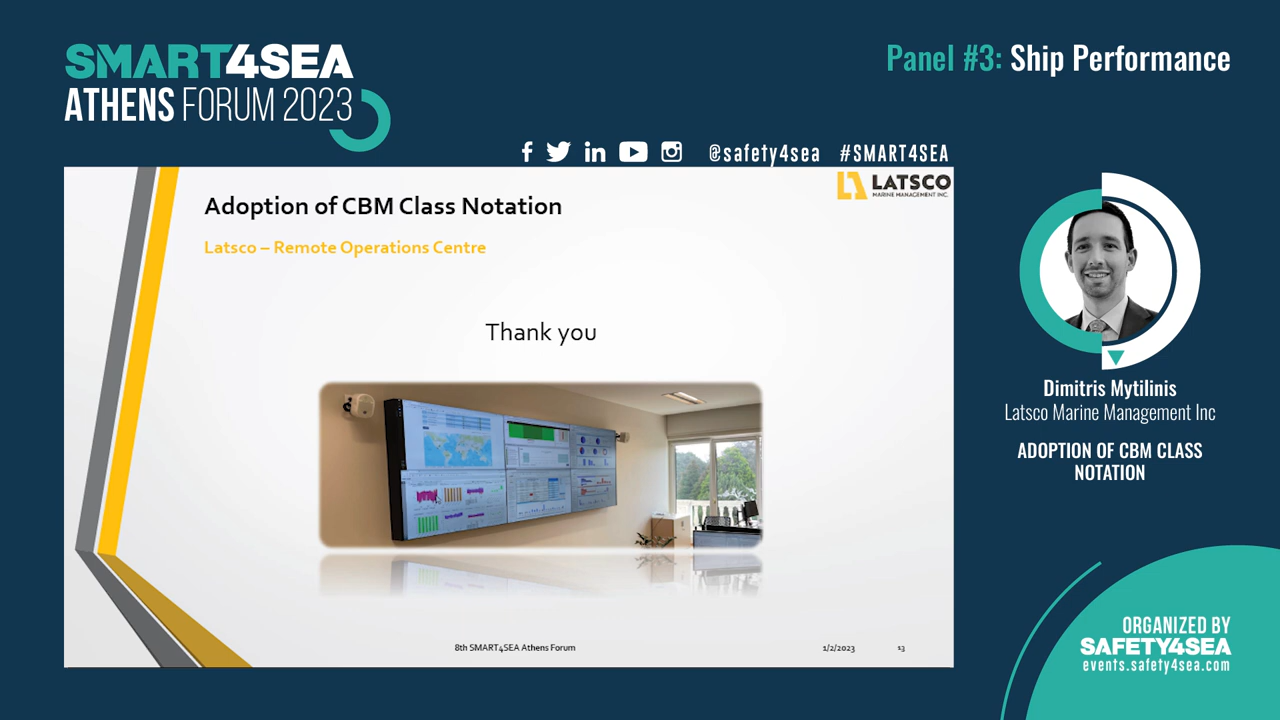 SMART4SEA
ATHENS FORUM 2023
Panel #3: Ship Performance
@safety4sea #SMART4SEA
LATSCO
MARINE MANAGEMENT INC.
Adoption of CBM Class Notation
Latsco – Remote Operations Centre
Thank you
8th SMART4SEA Athens Forum
1/2/2023
13
Dimitris Mytilinis
Latsco Marine Management Inc
ADOPTION OF CBM CLASS
NOTATION
ORGANIZED BY
SAFETY4SEA
events.safety4sea.com